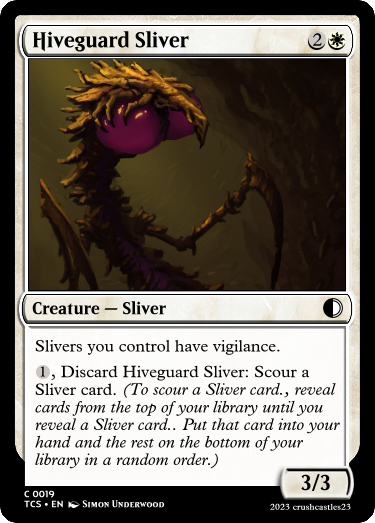 Hiveguard Sliver 2
Creature — Sliver
Slivers you control have vigilance.
1, Discard Hiveguard Sliver: Scour a
Sliver card. (To scour a Sliver card., reveal
cards from the top of your library until you
reveal a Sliver card.. Put that card into your
hand and the rest on the bottom of your
library in a random order.)
3/3
C 0019
TCS • EN Simon Underwood
2023 crushcastles23